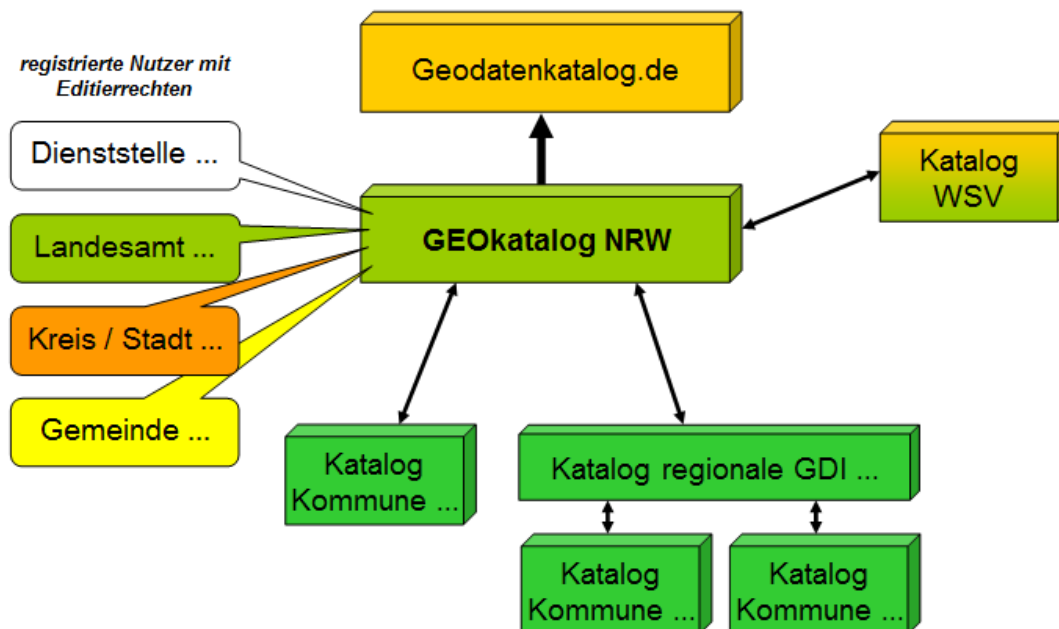 registrierte Nutzer mit
Editierrechten
Geodatenkatalog.de
Dienststelle ...
Katalog
WSV
Landesamt ...
GEOkatalog NRW
Kreis / Stadt ...
Gemeinde ...
Katalog
Kommune ...
Katalog regionale GDI ...
Katalog
Kommune ...
Katalog
Kommune ...